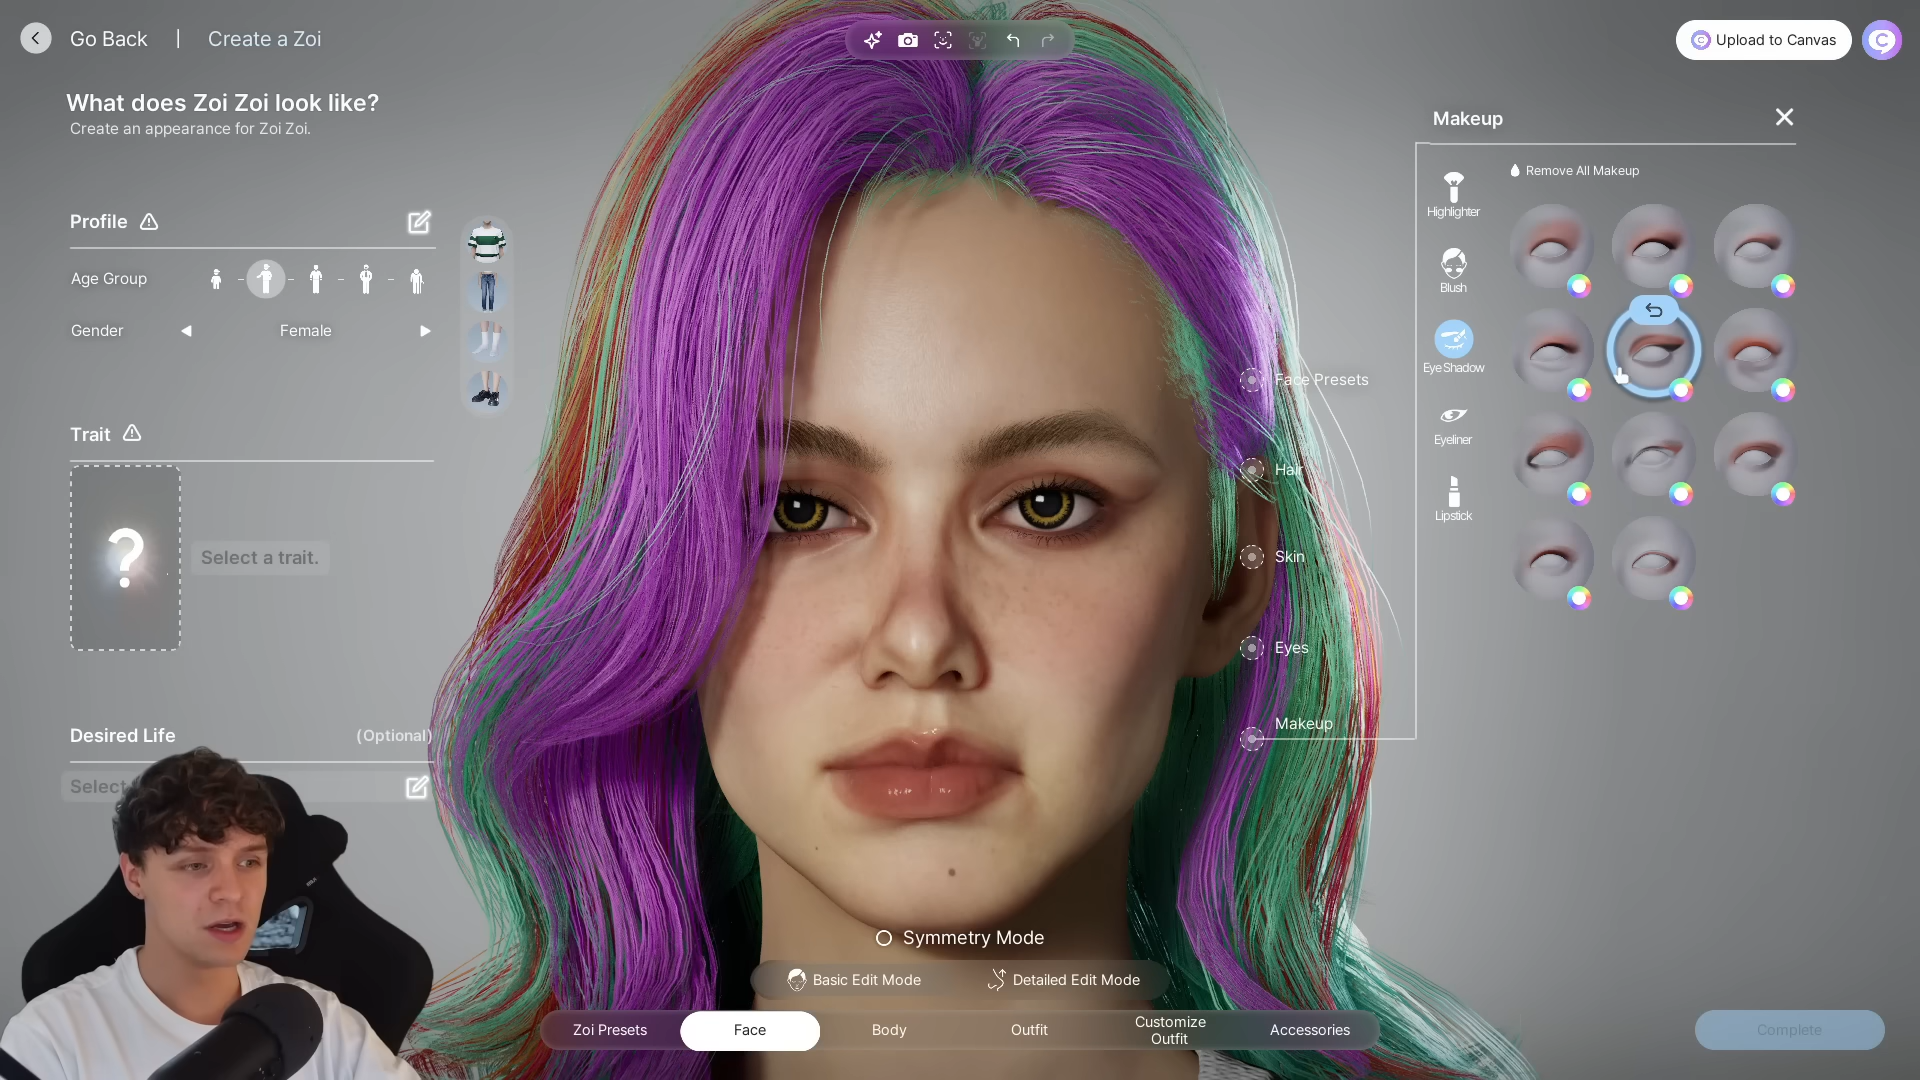 Go Back | Create a Zoi
Upload to Canvas
What does Zoi Zoi look like?
Create an appearance for Zoi Zoi.
Profile
Age Group
Gender
Female
Trait
Select a trait.
Desired Life
(Optional)
Select
Face Presets
Hair
Skin
Eyes
Makeup
Makeup
Remove All Makeup
Highlighter
Blush
Eye Shadow
Eyeliner
Lipstick
Symmetry Mode
Basic Edit Mode
Detailed Edit Mode
Zoi Presets
Face
Body
Outfit
Customize
Outfit
Accessories
Complete